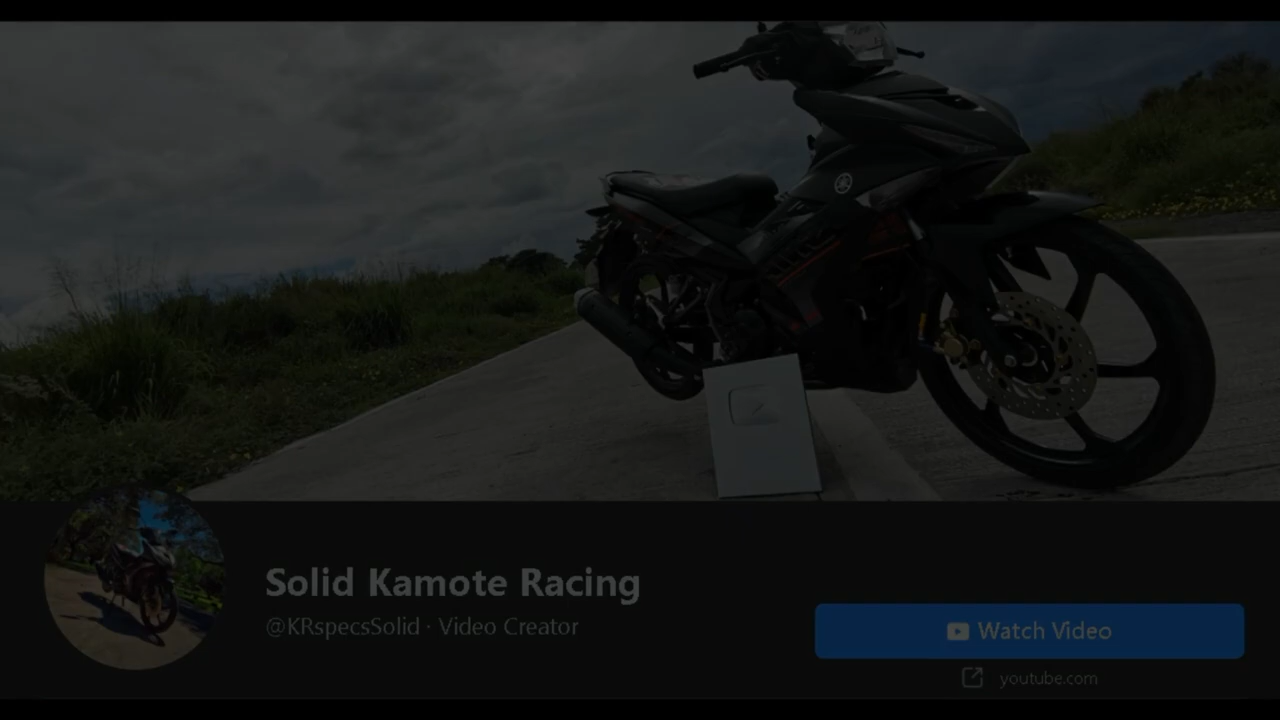 Solid Kamote Racing
@KRspecsSolid · Video Creator
Watch Video
youtube.com